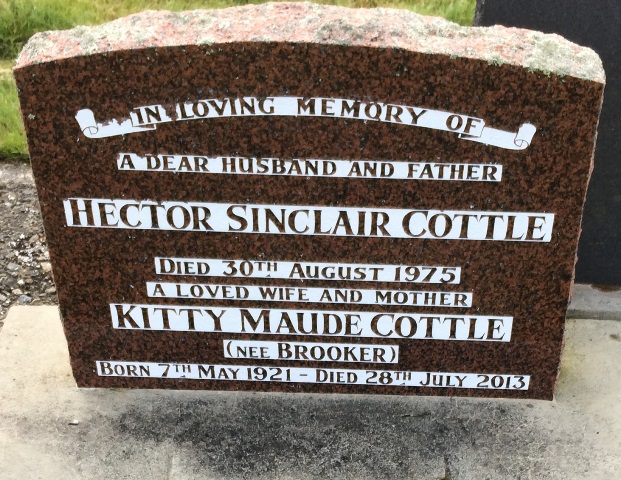 IN LOVING MEMORY OF
A DEAR HUSBAND AND FATHER
HECTOR SINCLAIR COTTLE
DIED 30TH AUGUST 1975
A LOVED WIFE AND MOTHER
KITTY MAUDE COTTLE
(NEE BROOKER)
BORN 7TH MAY 1921 - DIED 28TH JULY 2013